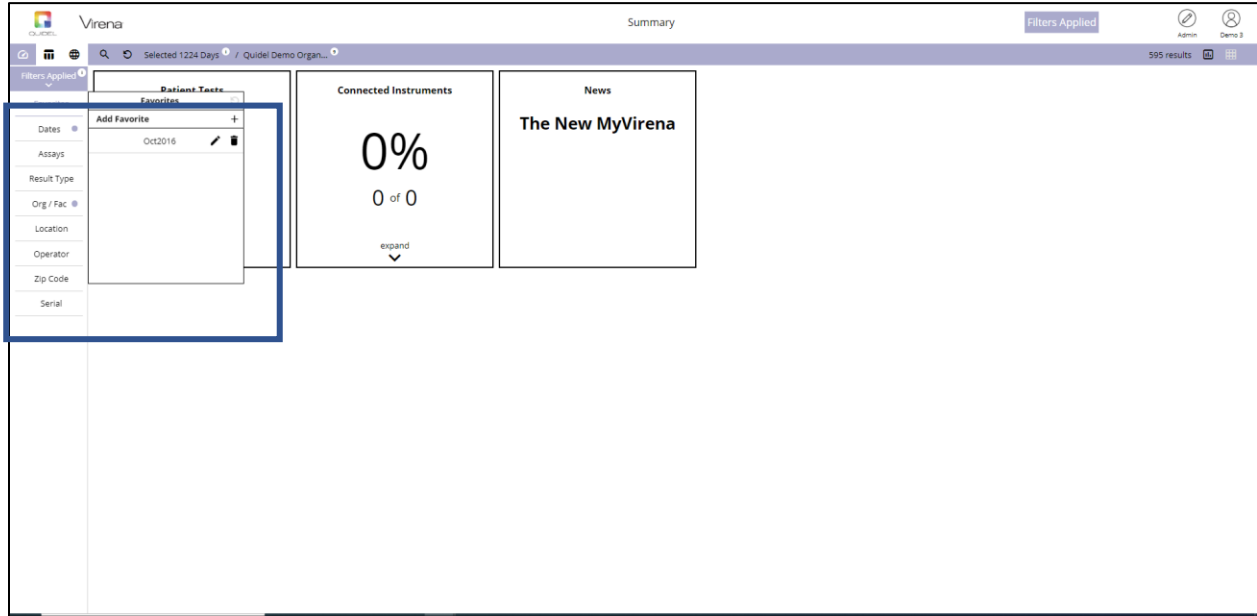 QUIDEL
Virena
Summary
Filters Applied
Admin
Demo 3
Selected 1224 Days / Quidel Demo Organ...
595 results
Filters Applied
Patient Tests
Favorites
Add Favorite +
Oct2016
Dates
Assays
Result Type
Org / Fac
Location
Operator
Zip Code
Serial
Connected Instruments
0%
0 of 0
expand
News
The New MyVirena